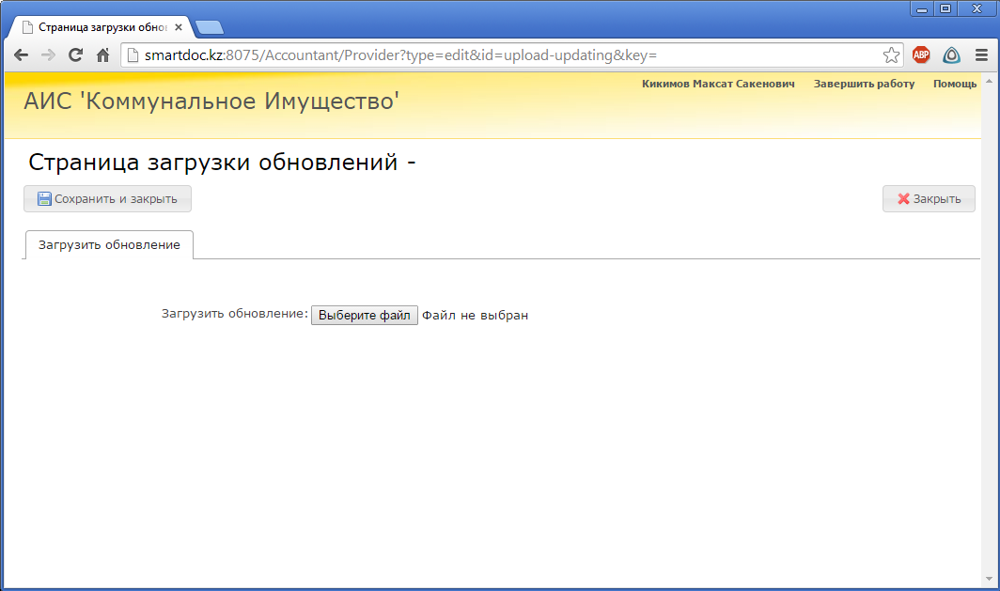 Страница загрузки обно
smartdoc.kz:8075/Accountant/Provider?type=edit&id=upload-updating&key=
ABP
Кикимов Максат Сакенович Завершить работу Помощь
АИС 'Коммунальное Имущество'
Страница загрузки обновлений -
Сохранить и закрыть Закрыть
Загрузить обновление
Загрузить обновление: Выберите файл Файл не выбран